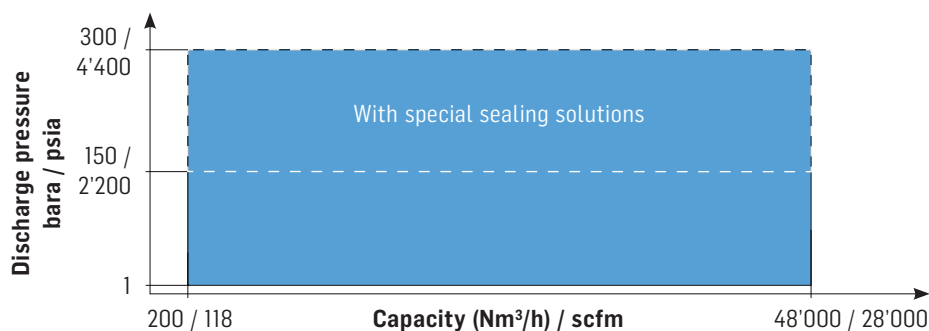 300 /
4'400
With special sealing solutions
150 /
2'200
Discharge pressure
bara / psia
1
200 / 118
Capacity (Nm³/h) / scfm
48'000 / 28'000